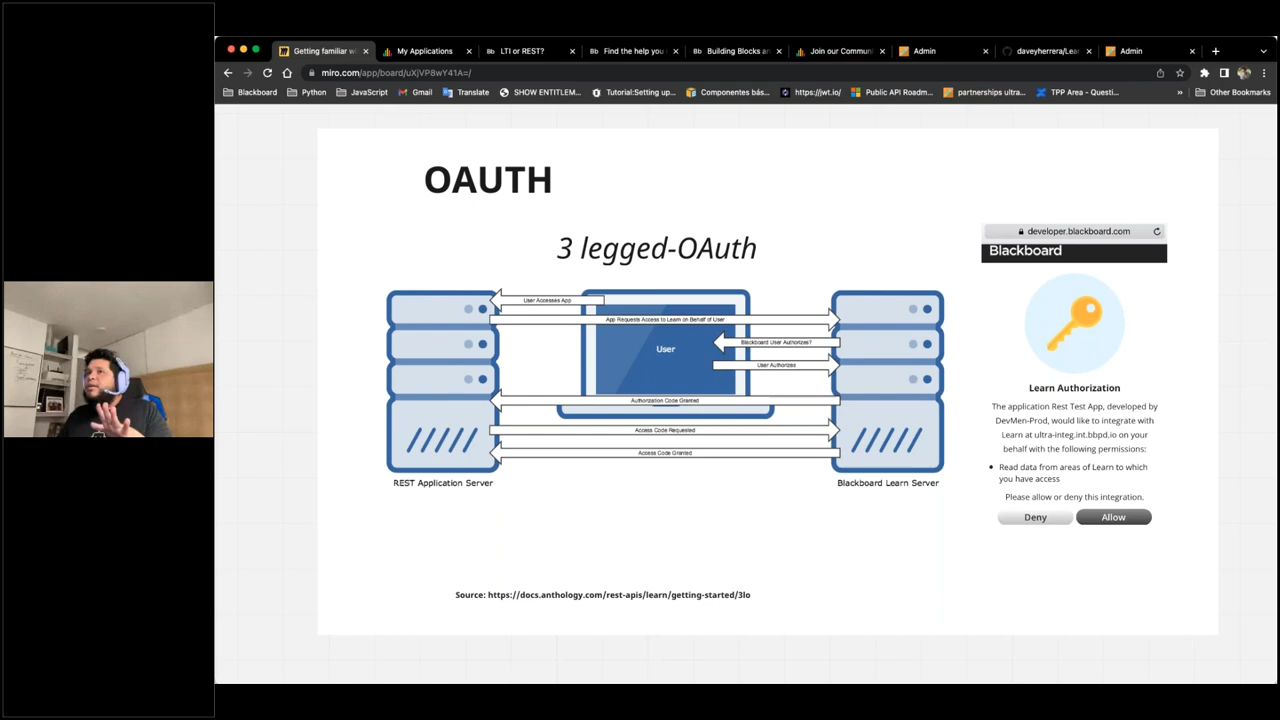 Getting familiar w
My Applications
LTI or REST?
Find the help you
Building Blocks a
Join our Commun
Admin
daveyherrera/Lea
Admin
miro.com/app/board/uXjVP8wY41A=/
Blackboard
Python
JavaScript
Gmail
Translate
SHOW ENTITLEM...
Tutorial:Setting up...
Componentes bás...
https://jwt.io/
Public API Roadm...
partnerships ultra...
TPP Area - Questi...
»
Other Bookmarks
OAUTH
3 legged-OAuth
User Accesses App
App Requests Access to Learn on Behalf of User
User
Blackboard User Authorizes?
User Authorizes
Authorization Code Granted
Access Code Requested
Access Code Granted
REST Application Server
Blackboard Learn Server
developer.blackboard.com
Blackboard
Learn Authorization
The application Rest Test App, developed by
DevMen-Prod, would like to integrate with
Learn at ultra-integ.int.bbpd.io on your
behalf with the following permissions:
• Read data from areas of Learn to which
you have access
Please allow or deny this integration.
Deny
Allow
Source: https://docs.anthology.com/rest-apis/learn/getting-started/3lo